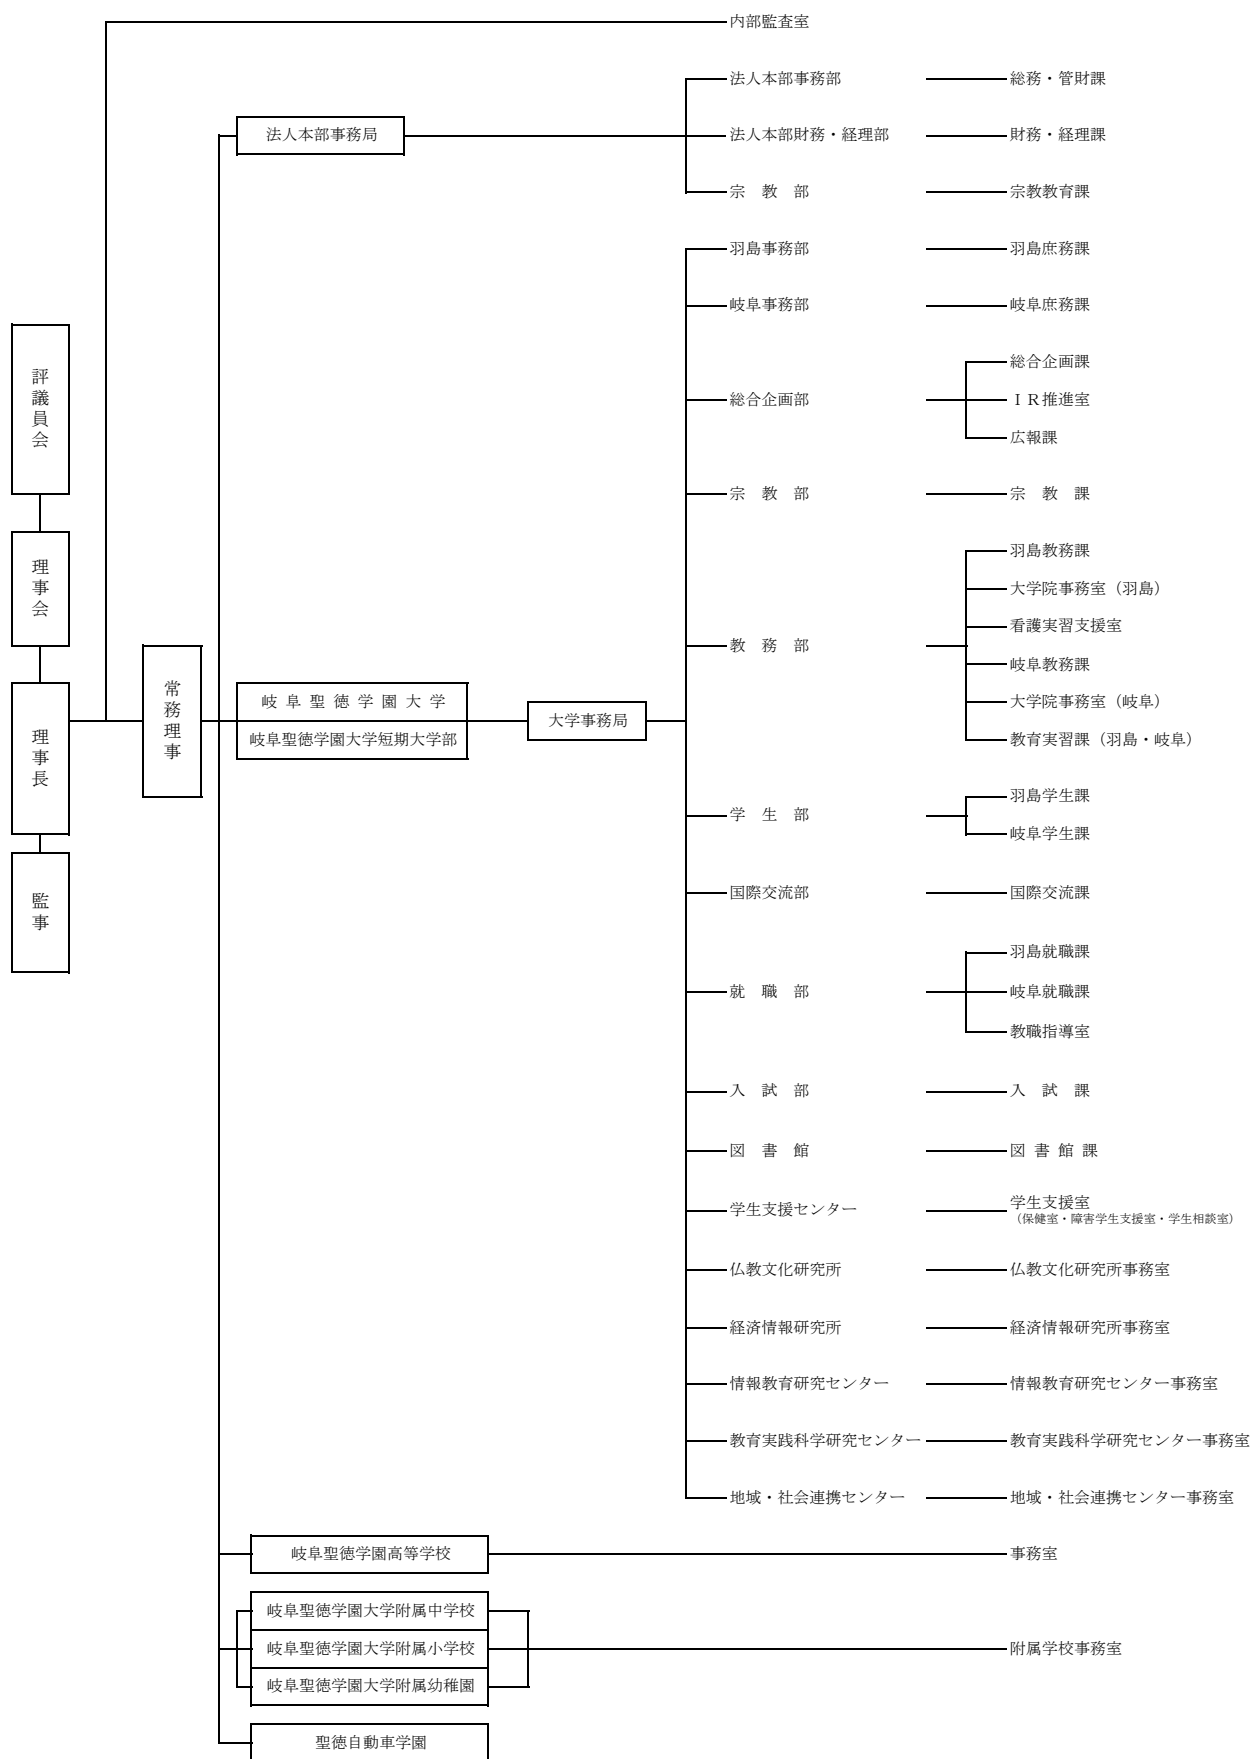 内部監査室
法人本部事務部 総務・管財課
法人本部事務局 法人本部財務・経理部 財務・経理課
宗　教　部 宗教教育課
羽島事務部 羽島庶務課
岐阜事務部 岐阜庶務課
総合企画課
総合企画部 ＩＲ推進室
広報課
宗　教　部 宗　教　課
羽島教務課
大学院事務室（羽島）
看護実習支援室
教　務　部
岐阜教務課
大学院事務室（岐阜）
教育実習課（羽島・岐阜）
評議員会
理事会
理事長
監事
常務理事
岐 阜 聖 徳 学 園 大 学
岐阜聖徳学園大学短期大学部
大学事務局
羽島学生課
学　生　部
岐阜学生課
国際交流部 国際交流課
羽島就職課
就　職　部 岐阜就職課
教職指導室
入　試　部 入　試　課
図　書　館 図 書 館 課
学生支援センター 学生支援室
（保健室・障害学生支援室・学生相談室）
仏教文化研究所 仏教文化研究所事務室
経済情報研究所 経済情報研究所事務室
情報教育研究センター 情報教育研究センター事務室
教育実践科学研究センター 教育実践科学研究センター事務室
地域・社会連携センター 地域・社会連携センター事務室
岐阜聖徳学園高等学校 事務室
岐阜聖徳学園大学附属中学校
岐阜聖徳学園大学附属小学校 附属学校事務室
岐阜聖徳学園大学附属幼稚園
聖徳自動車学園